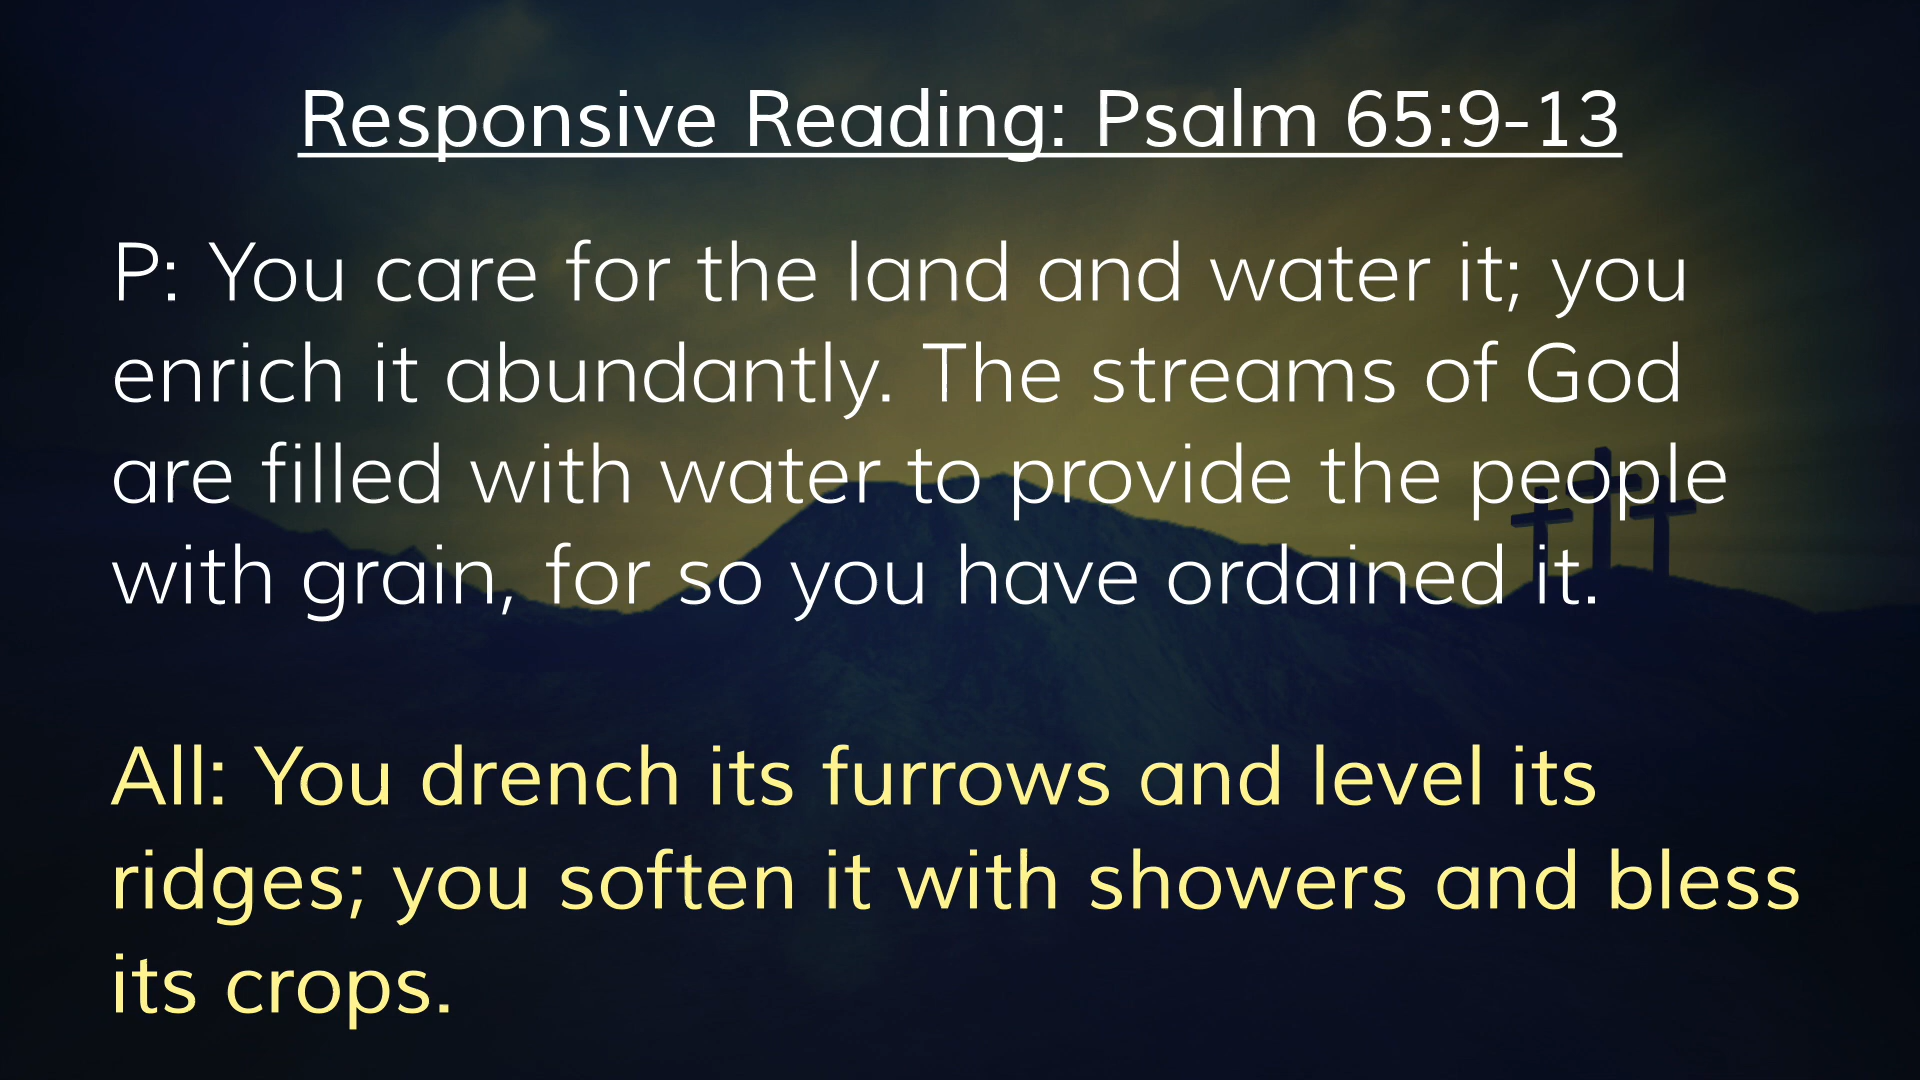 Responsive Reading: Psalm 65:9-13
P: You care for the land and water it; you
enrich it abundantly. The streams of God
are filled with water to provide the people
with grain, for so you have ordained it.
All: You drench its furrows and level its
ridges; you soften it with showers and bless
its crops.